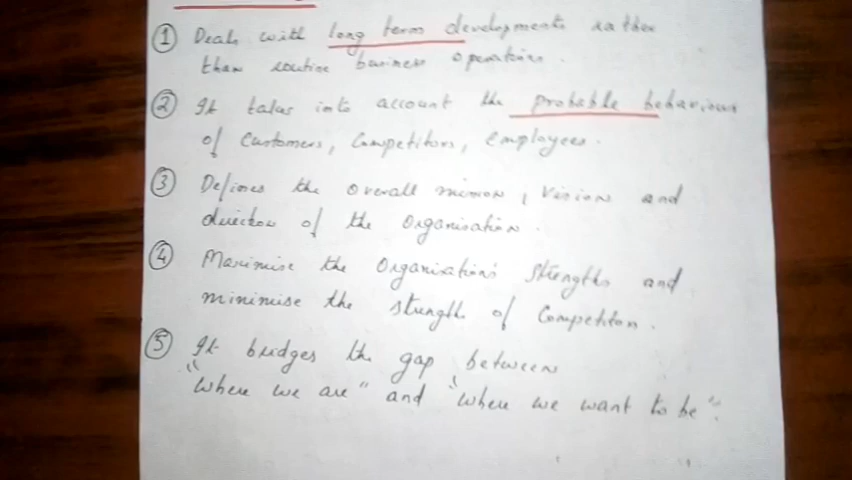 ① Deals with long term developments rather
than routine business operations.
② It takes into account the probable behaviour
of Customers, Competitors, Employees.
③ Defines the overall mission, Vision and
direction of the Organisation.
④ Maximise the Organisation's strengths and
minimise the strength of Competitors.
⑤ It bridges the gap between
"Where we are" and "Where we want to be".